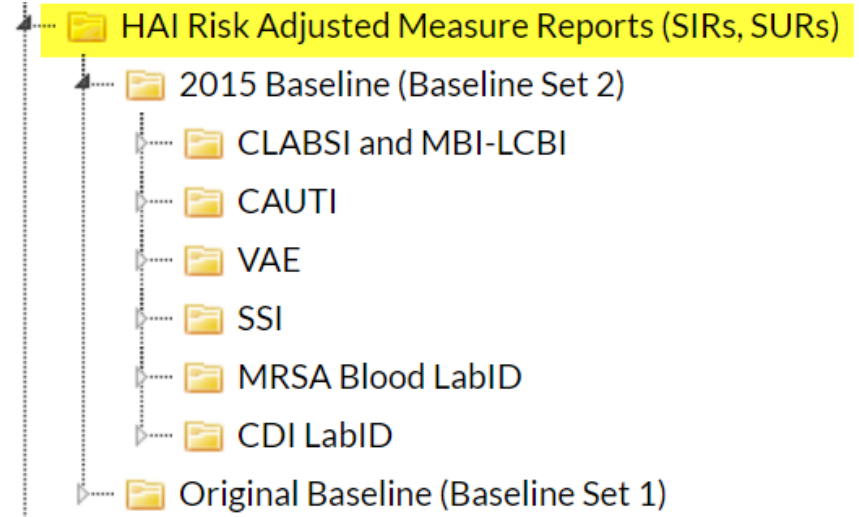 HAI Risk Adjusted Measure Reports (SIRs, SURs)
2015 Baseline (Baseline Set 2)
CLABSI and MBI-LCBI
CAUTI
VAE
SSI
MRSA Blood LabID
CDI LabID
Original Baseline (Baseline Set 1)